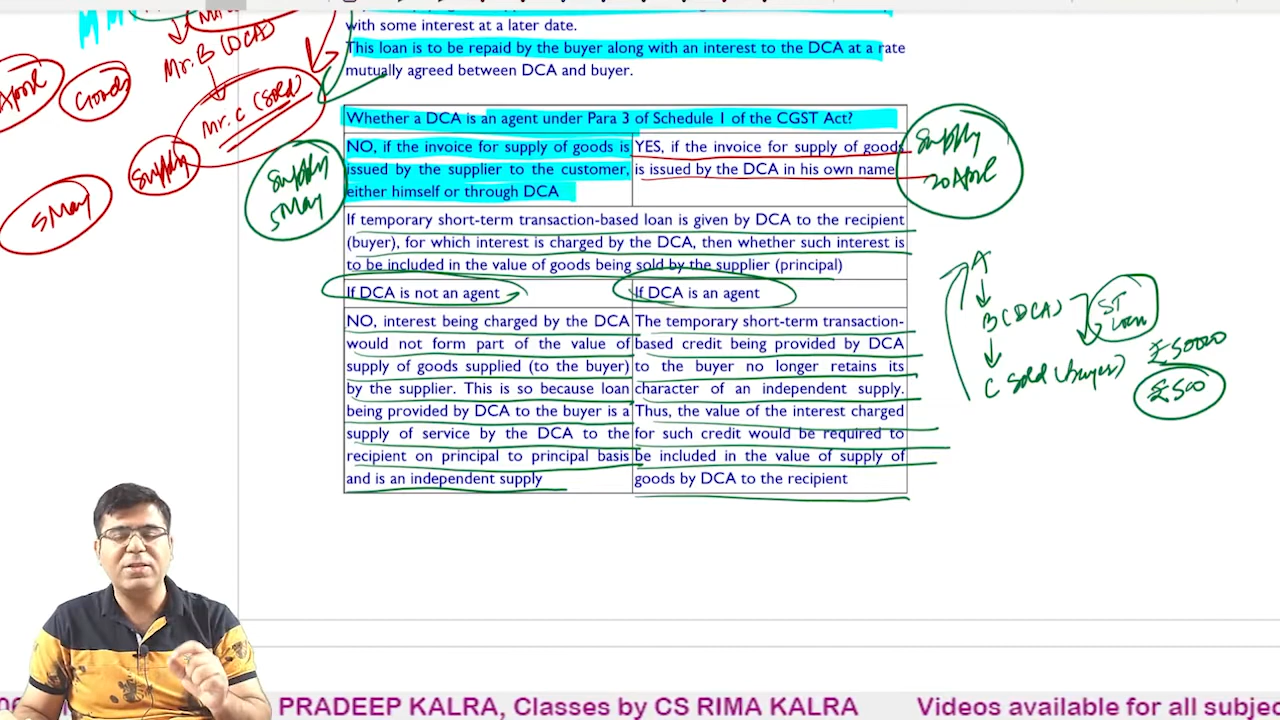 with some interest at a later date.
This loan is to be repaid by the buyer along with an interest to the DCA at a rate
mutually agreed between DCA and buyer.
Whether a DCA is an agent under Para 3 of Schedule 1 of the CGST Act?
NO, if the invoice for supply of goods is
issued by the supplier to the customer,
either himself or through DCA
YES, if the invoice for supply of goods
is issued by the DCA in his own name
If temporary short-term transaction-based loan is given by DCA to the recipient
(buyer), for which interest is charged by the DCA, then whether such interest is
to be included in the value of goods being sold by the supplier (principal)
If DCA is not an agent
If DCA is an agent
NO, interest being charged by the DCA
would not form part of the value of
supply of goods supplied (to the buyer)
by the supplier. This is so because loan
being provided by DCA to the buyer is a
supply of service by the DCA to the
recipient on principal to principal basis
and is an independent supply
The temporary short-term transaction-
based credit being provided by DCA
to the buyer no longer retains its
character of an independent supply.
Thus, the value of the interest charged
for such credit would be required to
be included in the value of supply of
goods by DCA to the recipient
Mr. B (DCA)
Mr. C (Sold)
April
Goods
Supply
5 May
Supply
5 May
Supply
20 April
A
B (DCA)
C Sold (buyer)
ST
Loan
₹500
PRADEEP KALRA, Classes by CS RIMA KALRA
Videos available for all subjec